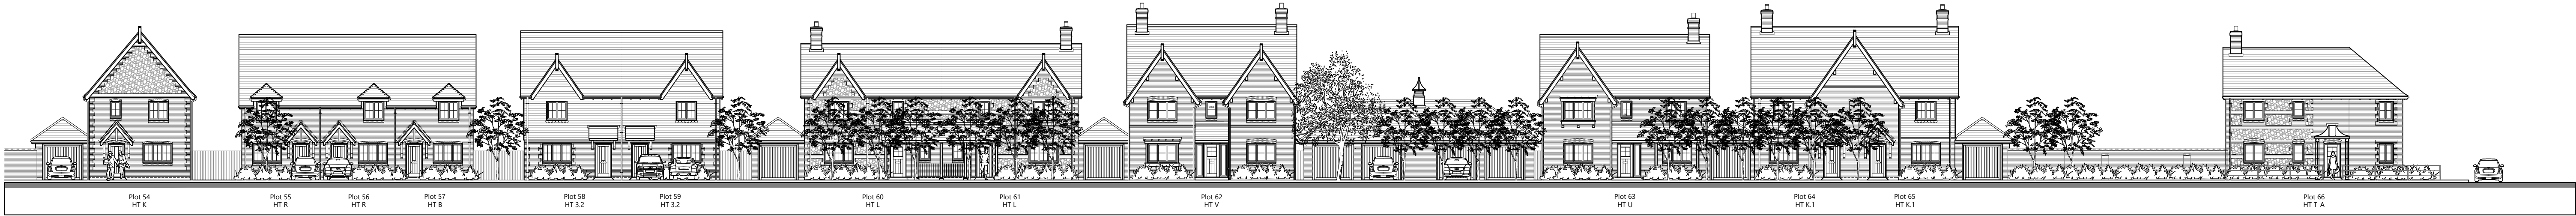 Plot 54
HT K
Plot 55
HT R
Plot 56
HT R
Plot 57
HT B
Plot 58
HT 3.2
Plot 59
HT 3.2
Plot 60
HT L
Plot 61
HT L
Plot 62
HT V
Plot 63
HT U
Plot 64
HT K.1
Plot 65
HT K.1
Plot 66
HT T-A